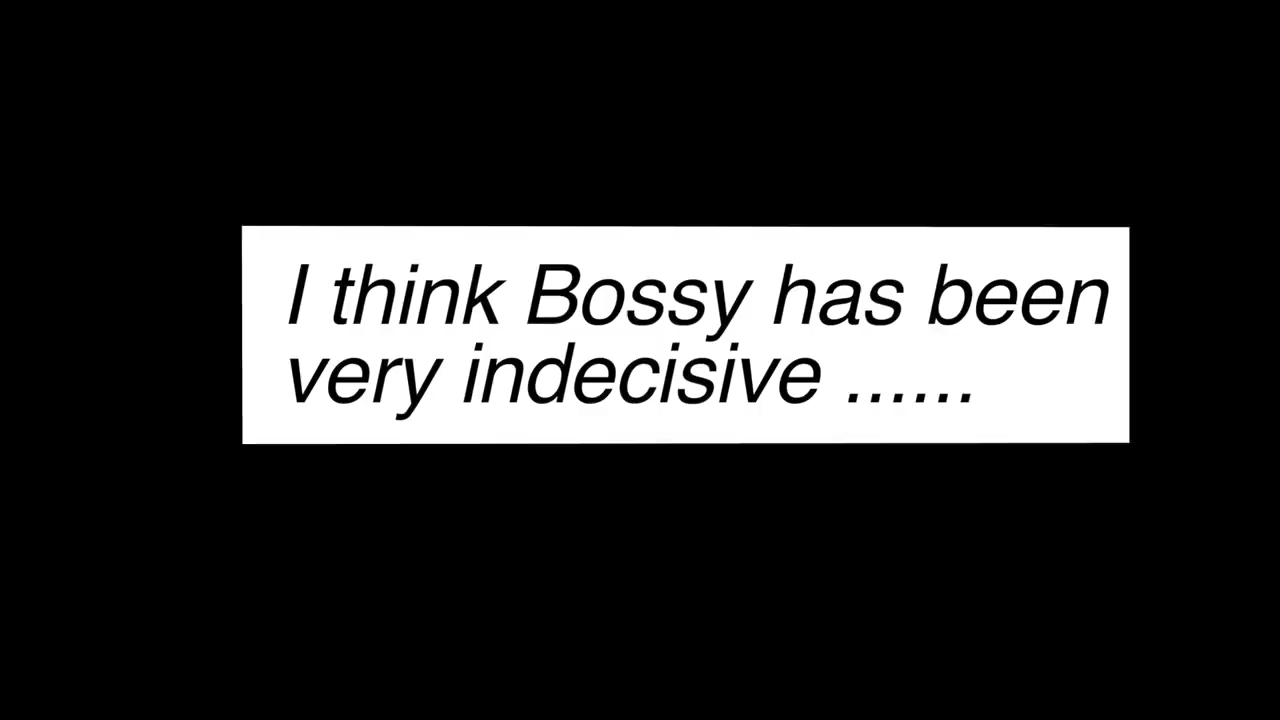 I think Bossy has been
very indecisive ......